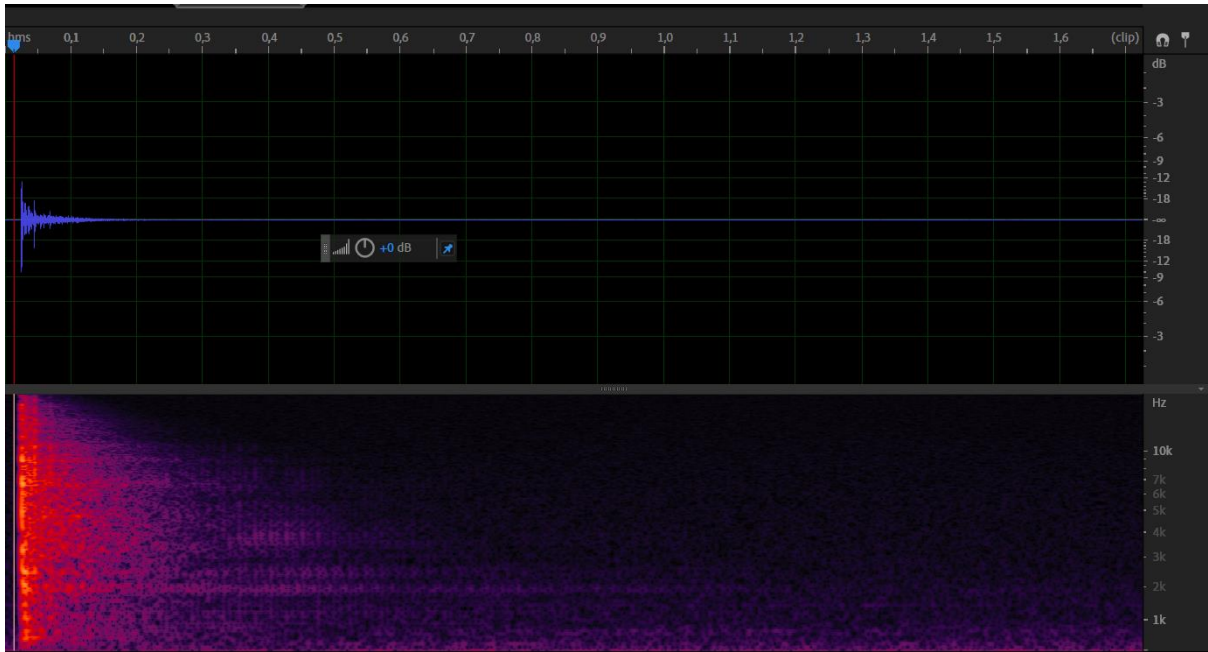 hms 0,1 0,2 0,3 0,4 0,5 0,6 0,7 0,8 0,9 1,0 1,1 1,2 1,3 1,4 1,5 1,6 (clip)
dB
-3
-6
-9
-12
-18
-∞
-18
-12
-9
-6
-3
+0 dB
Hz
10k
7k
6k
5k
4k
3k
2k
1k